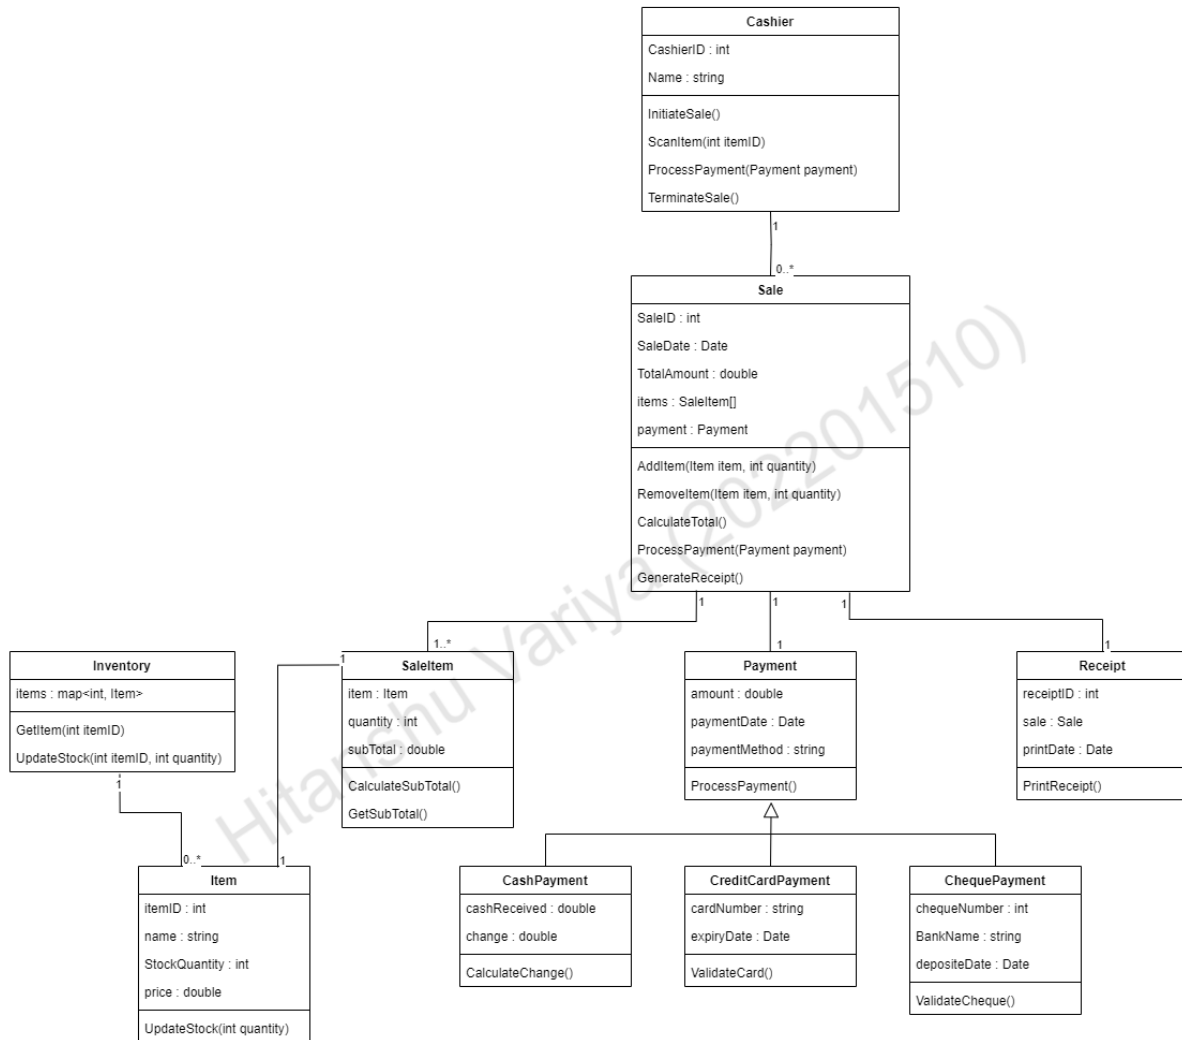 Cashier
CashierID : int
Name : string
InitiateSale()
ScanItem(int itemID)
ProcessPayment(Payment payment)
TerminateSale()
1
0..*
Sale
SaleID : int
SaleDate : Date
TotalAmount : double
items : SaleItem[]
payment : Payment
AddItem(Item item, int quantity)
RemoveItem(Item item, int quantity)
CalculateTotal()
ProcessPayment(Payment payment)
GenerateReceipt()
1
1
1
1..*
1
1
Inventory
items : map<int, Item>
GetItem(int itemID)
UpdateStock(int itemID, int quantity)
1
0..*
1
SaleItem
item : Item
quantity : int
subTotal : double
CalculateSubTotal()
GetSubTotal()
Payment
amount : double
paymentDate : Date
paymentMethod : string
ProcessPayment()
Receipt
receiptID : int
sale : Sale
printDate : Date
PrintReceipt()
1
Item
itemID : int
name : string
StockQuantity : int
price : double
UpdateStock(int quantity)
CashPayment
cashReceived : double
change : double
CalculateChange()
CreditCardPayment
cardNumber : string
expiryDate : Date
ValidateCard()
ChequePayment
chequeNumber : int
BankName : string
depositeDate : Date
ValidateCheque()
Hitanshu Variya (202201510)